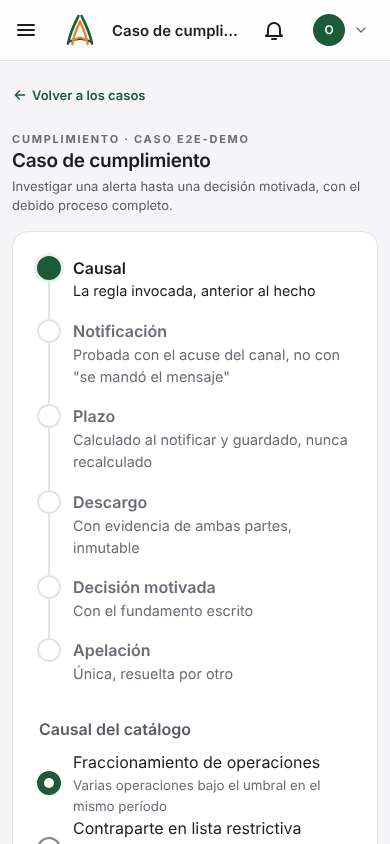 Caso de cumpli...
O
← Volver a los casos
CUMPLIMIENTO · CASO E2E-DEMO
Caso de cumplimiento
Investigar una alerta hasta una decisión motivada, con el
debido proceso completo.
Causal
La regla invocada, anterior al hecho
Notificación
Probada con el acuse del canal, no con
"se mandó el mensaje"
Plazo
Calculado al notificar y guardado, nunca
recalculado
Descargo
Con evidencia de ambas partes,
inmutable
Decisión motivada
Con el fundamento escrito
Apelación
Única, resuelta por otro
Causal del catálogo
Fraccionamiento de operaciones
Varias operaciones bajo el umbral en el
mismo período
Contraparte en lista restrictiva